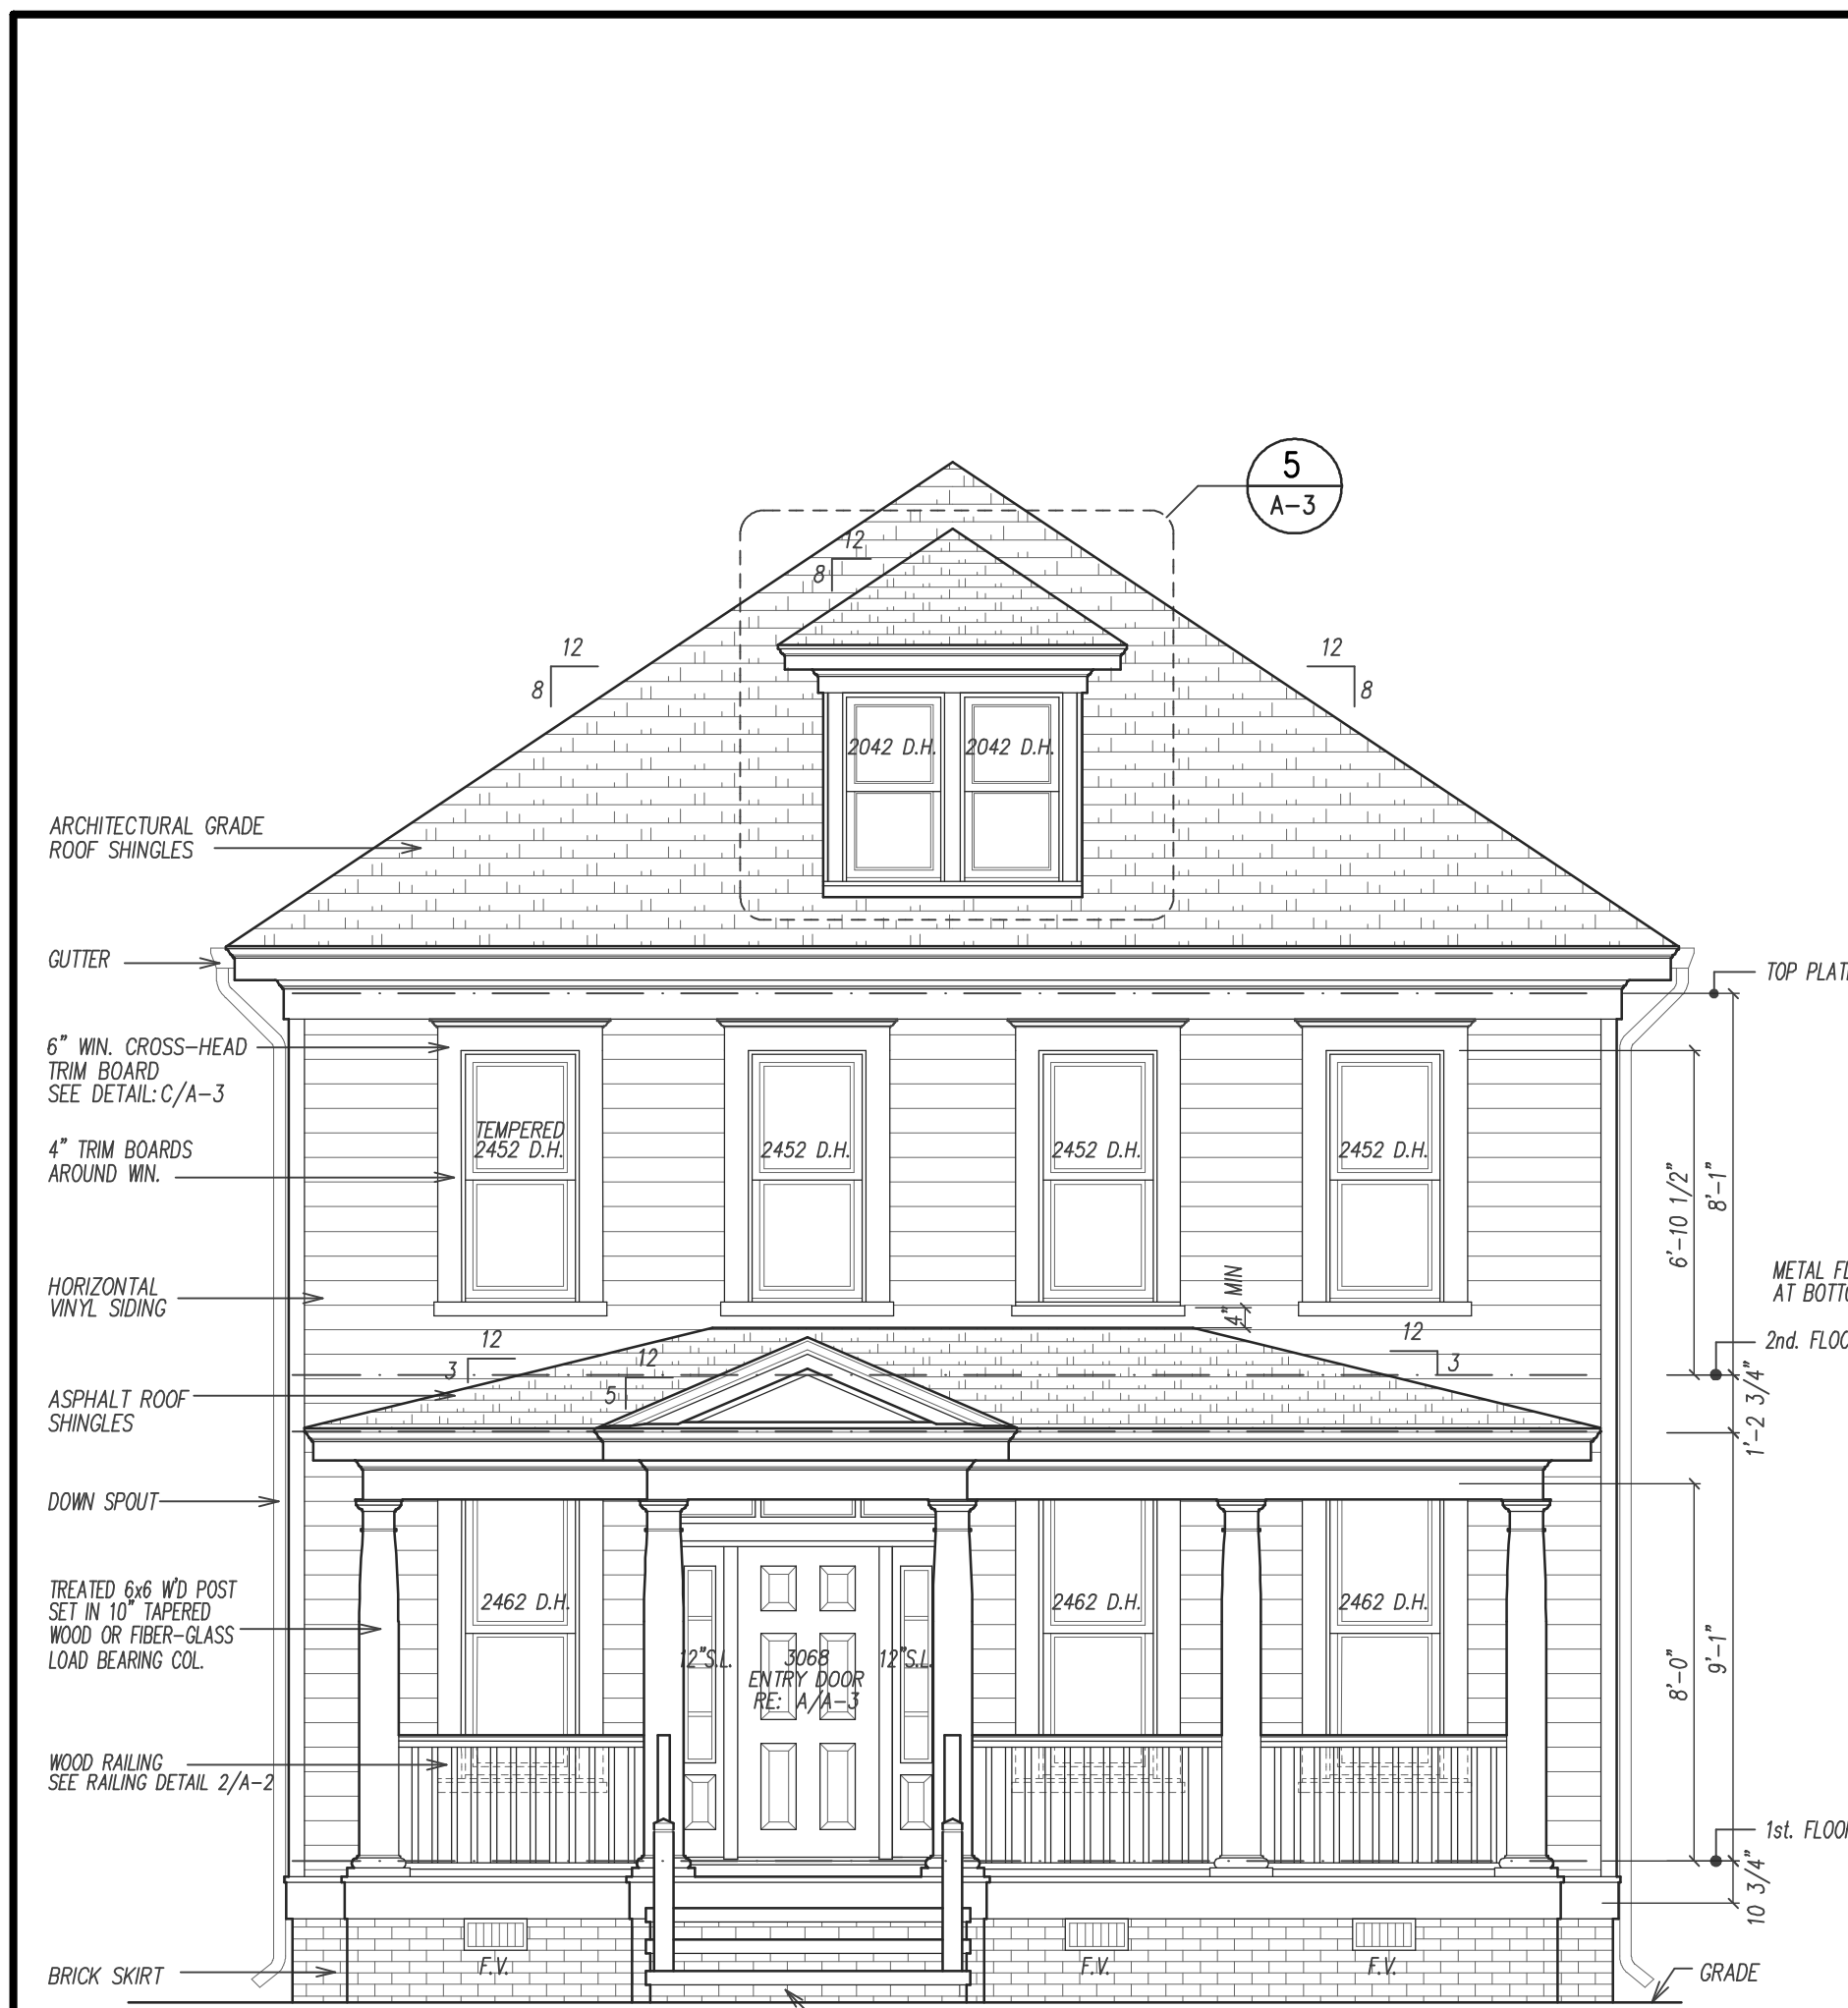 5
A-3
12
8
12
8
12
8
2042 D.H. 2042 D.H.
ARCHITECTURAL GRADE
ROOF SHINGLES
GUTTER
TOP PLAT
6" WIN. CROSS-HEAD
TRIM BOARD
SEE DETAIL: C/A-3
4" TRIM BOARDS
AROUND WIN.
TEMPERED
2452 D.H.
2452 D.H.
2452 D.H.
2452 D.H.
6'-10 1/2"
8'-1"
HORIZONTAL
VINYL SIDING
4" MIN
METAL FL
AT BOTTO
2nd. FLOO
12
3
12
5
12
3
1'-2 3/4"
ASPHALT ROOF
SHINGLES
DOWN SPOUT
TREATED 6x6 W'D POST
SET IN 10" TAPERED
WOOD OR FIBER-GLASS
LOAD BEARING COL.
2462 D.H.
2462 D.H.
2462 D.H.
12"S.L.
3068
ENTRY DOOR
RE: A/A-3
12"S.L.
8'-0"
9'-1"
WOOD RAILING
SEE RAILING DETAIL 2/A-2
1st. FLOO
10 3/4"
BRICK SKIRT
F.V.
F.V.
F.V.
GRADE